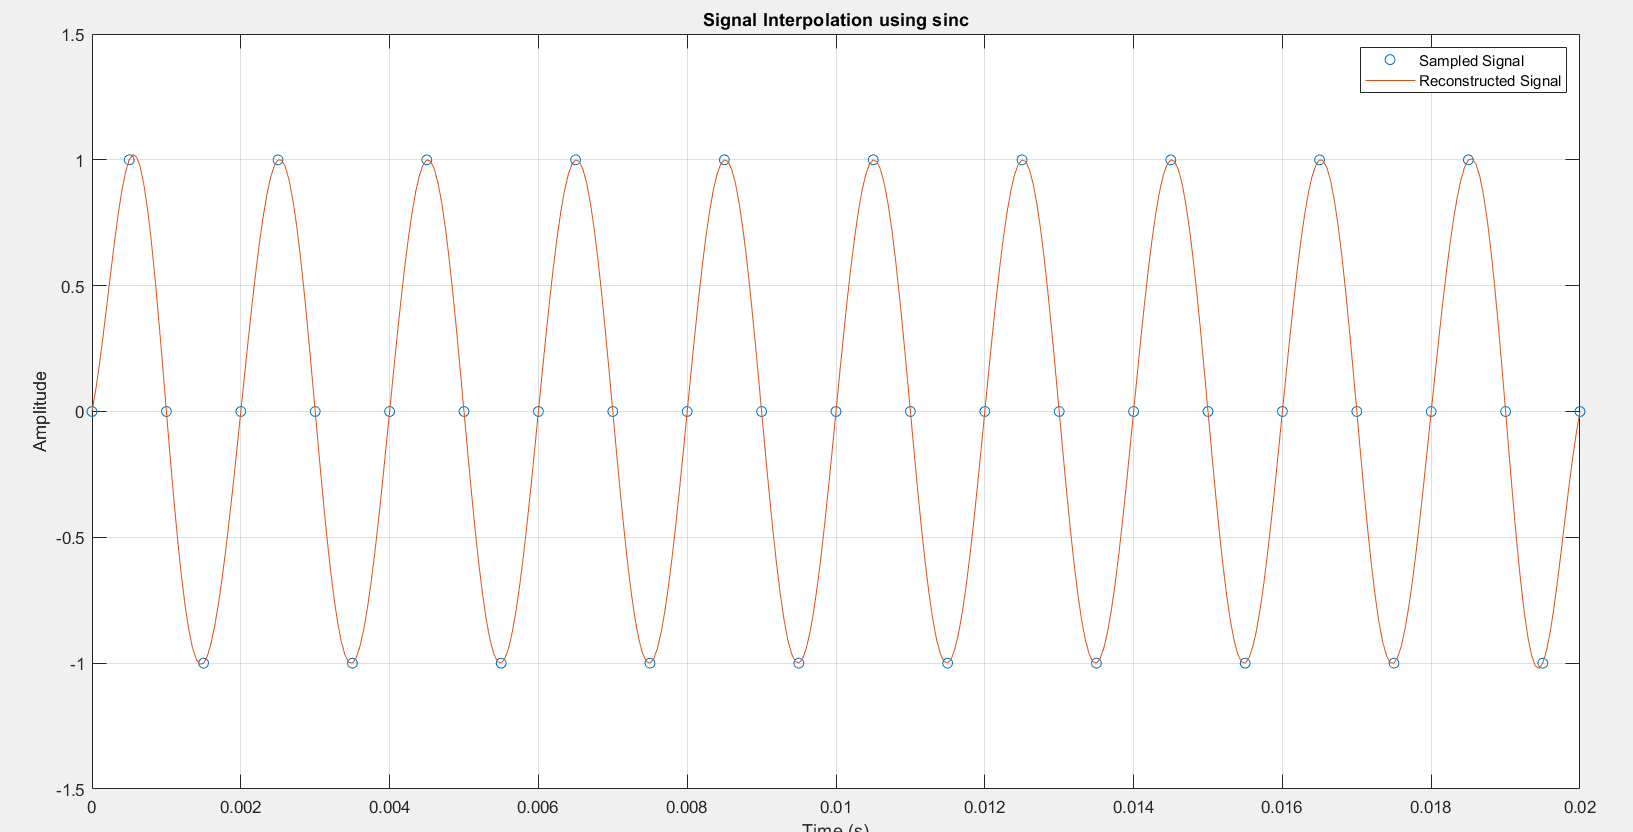 Signal Interpolation using sinc
Sampled Signal
Reconstructed Signal
1.5
1
0.5
0
-0.5
-1
-1.5
Amplitude
0 0.002 0.004 0.006 0.008 0.01 0.012 0.014 0.016 0.018 0.02
Time (s)